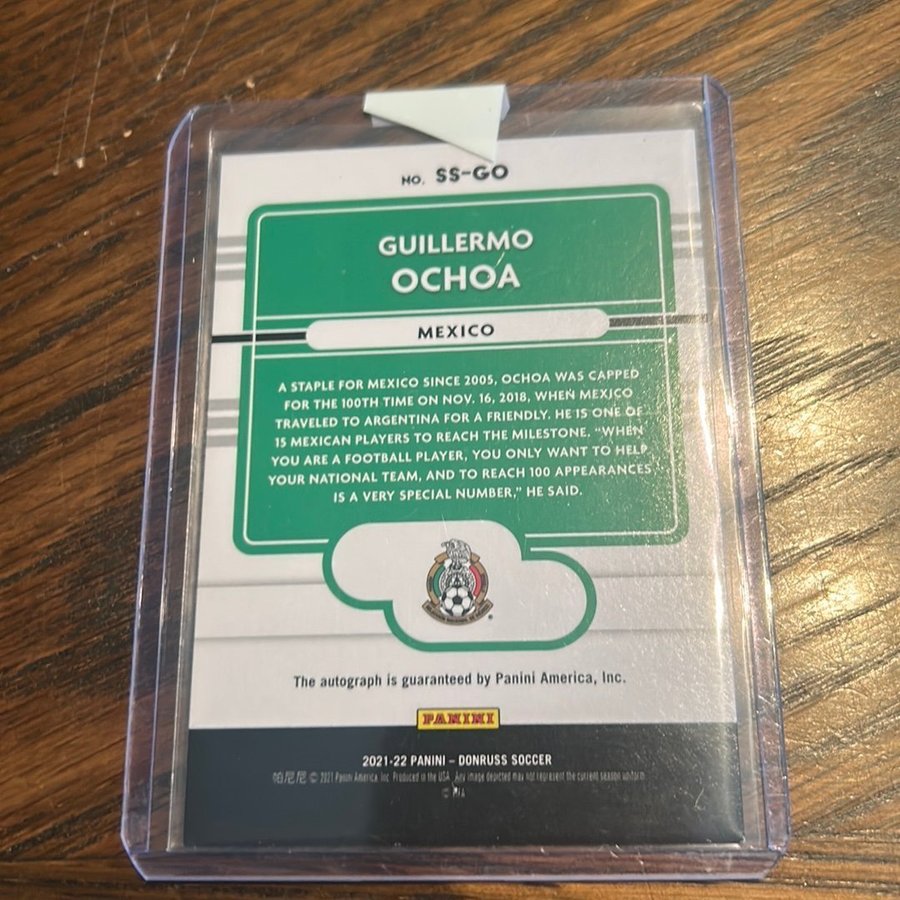 NO. SS-GO
GUILLERMO
OCHOA
MEXICO
A STAPLE FOR MEXICO SINCE 2005, OCHOA WAS CAPPED
FOR THE 100TH TIME ON NOV. 16, 2018, WHEN MEXICO
TRAVELED TO ARGENTINA FOR A FRIENDLY. HE IS ONE OF
15 MEXICAN PLAYERS TO REACH THE MILESTONE. “WHEN
YOU ARE A FOOTBALL PLAYER, YOU ONLY WANT TO HELP
YOUR NATIONAL TEAM, AND TO REACH 100 APPEARANCES
IS A VERY SPECIAL NUMBER,” HE SAID.
The autograph is guaranteed by Panini America, Inc.
PANINI
2021-22 PANINI – DONRUSS SOCCER
帕尼尼 © 2021 Panini America, Inc. Produced in the USA. Any image depicted may not represent the current season uniform.